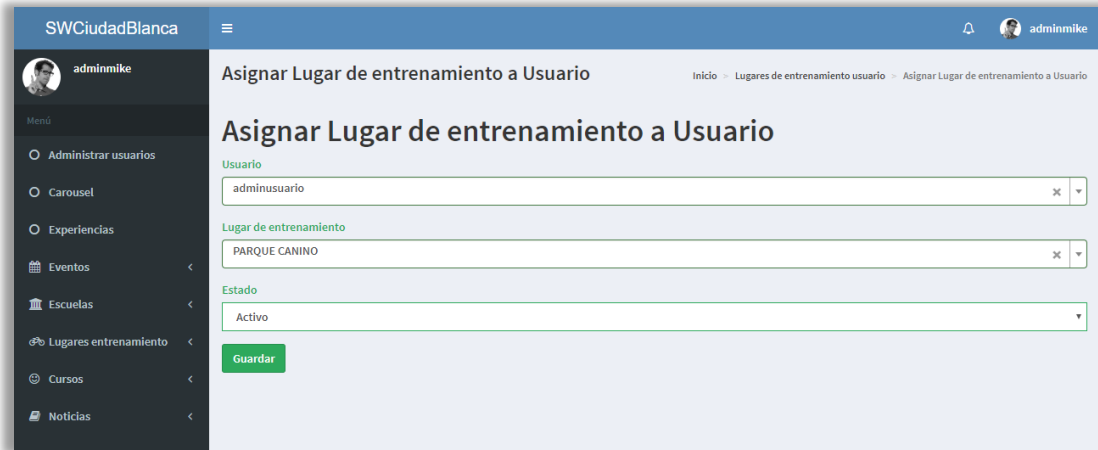 SWCiudadBlanca
adminmike
adminmike
Menú
Administrar usuarios
Carousel
Experiencias
Eventos
Escuelas
Lugares entrenamiento
Cursos
Noticias
Asignar Lugar de entrenamiento a Usuario
Inicio > Lugares de entrenamiento usuario > Asignar Lugar de entrenamiento a Usuario
Asignar Lugar de entrenamiento a Usuario
Usuario
adminusuario
Lugar de entrenamiento
PARQUE CANINO
Estado
Activo
Guardar